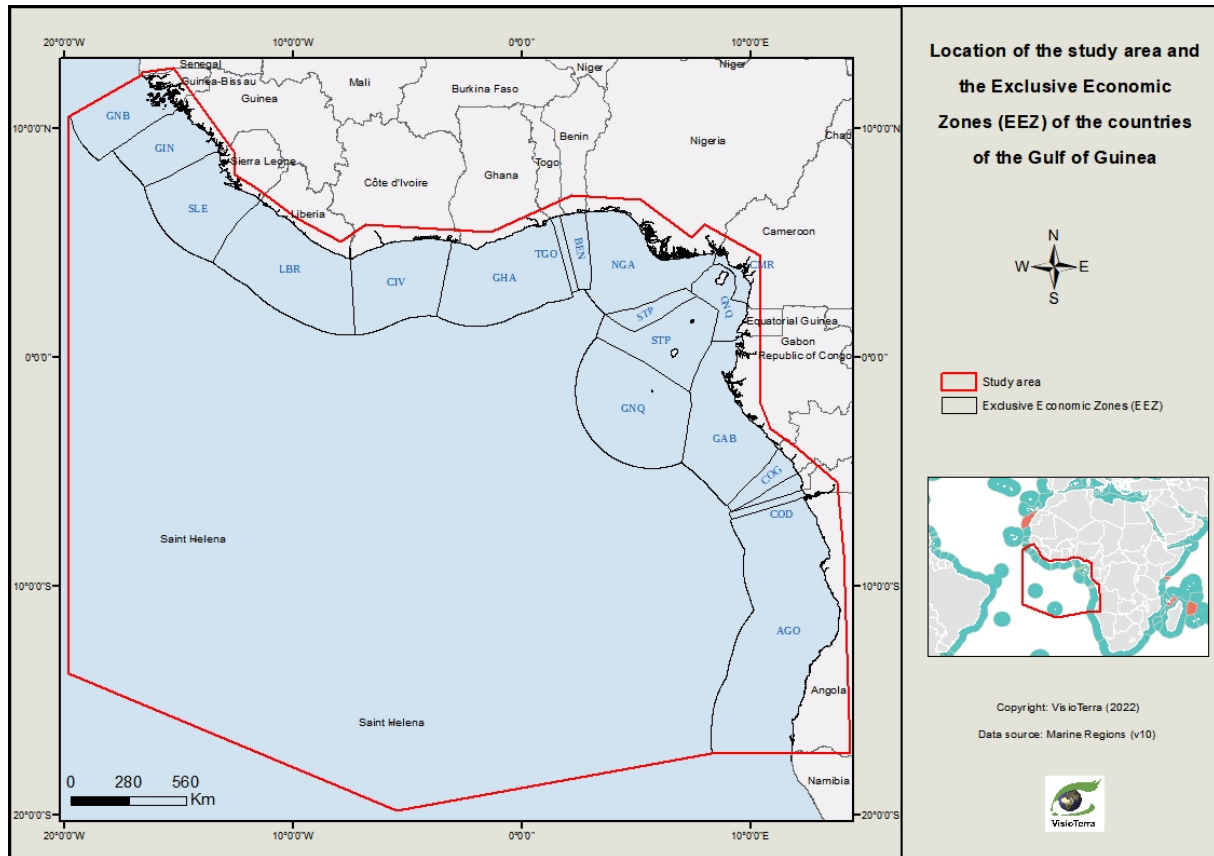 Location of the study area and
the Exclusive Economic
Zones (EEZ) of the countries
of the Gulf of Guinea
20°0'0"W
10°0'0"W
0°0'0"
10°0'0"E
Senegal
Guinea-Bissau
Guinea
Mali
Burkina Faso
Niger
Niger
Benin
Nigeria
Chad
Togo
Ghana
Côte d'Ivoire
Sierra Leone
Liberia
Cameroon
Equatorial Guinea
Gabon
Republic of Congo
Angola
Namibia
GNB
GIN
SLE
LBR
CIV
GHA
TGO
BEN
NGA
CMR
GNQ
STP
STP
GNQ
GAB
COG
COD
AGO
Saint Helena
Saint Helena
10°0'0"N
10°0'0"N
0°0'0"
0°0'0"
10°0'0"S
10°0'0"S
20°0'0"S
20°0'0"S
0 280 560
Km
20°0'0"W
10°0'0"W
0°0'0"
10°0'0"E
N
W E
S
Study area
Exclusive Economic Zones (EEZ)
Copyright: VisioTerra (2022)
Data source: Marine Regions (v10)
VisioTerra